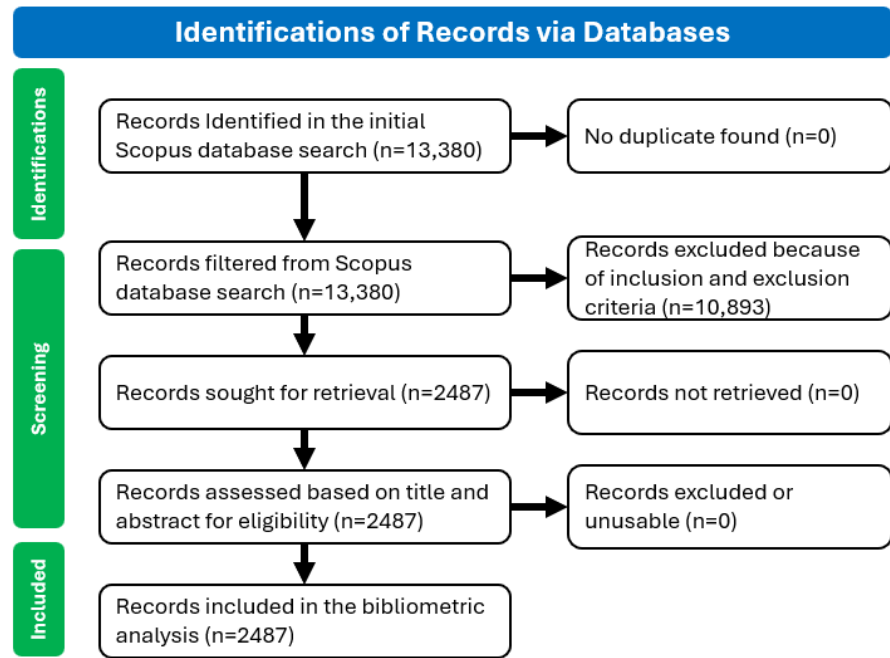 Identifications of Records via Databases
Identifications
Records Identified in the initial
Scopus database search (n=13,380)
No duplicate found (n=0)
Screening
Records filtered from Scopus
database search (n=13,380)
Records excluded because
of inclusion and exclusion
criteria (n=10,893)
Records sought for retrieval (n=2487)
Records not retrieved (n=0)
Records assessed based on title and
abstract for eligibility (n=2487)
Records excluded or
unusable (n=0)
Included
Records included in the bibliometric
analysis (n=2487)